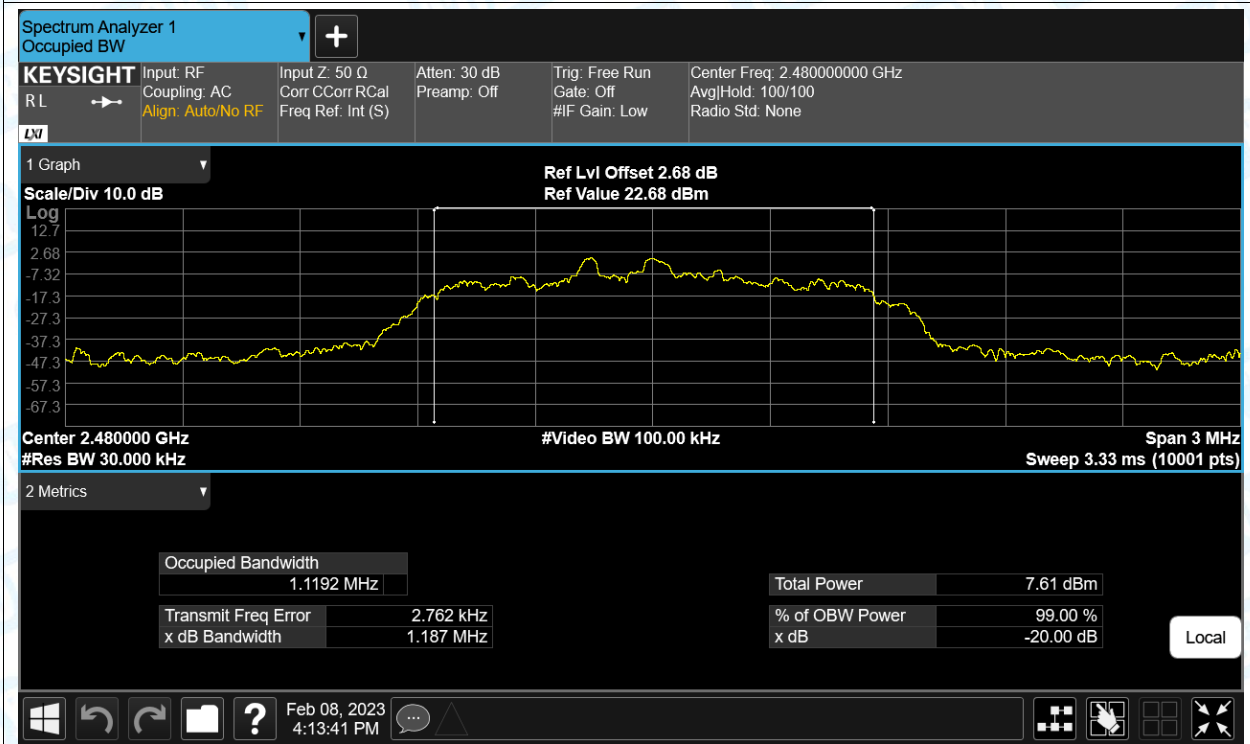 Spectrum Analyzer 1
Occupied BW
KEYSIGHT
R L
LXI
Input: RF
Coupling: AC
Align: Auto/No RF
Input Z: 50 Ω
Corr CCorr RCal
Freq Ref: Int (S)
Atten: 30 dB
Preamp: Off
Trig: Free Run
Gate: Off
#IF Gain: Low
Center Freq: 2.480000000 GHz
Avg|Hold: 100/100
Radio Std: None
1 Graph
Scale/Div 10.0 dB
Ref Lvl Offset 2.68 dB
Ref Value 22.68 dBm
Log
12.7
2.68
-7.32
-17.3
-27.3
-37.3
-47.3
-57.3
-67.3
Center 2.480000 GHz
#Res BW 30.000 kHz
#Video BW 100.00 kHz
Span 3 MHz
Sweep 3.33 ms (10001 pts)
2 Metrics
Occupied Bandwidth
1.1192 MHz
Transmit Freq Error 2.762 kHz
x dB Bandwidth 1.187 MHz
Total Power 7.61 dBm
% of OBW Power 99.00 %
x dB -20.00 dB
Local
?
Feb 08, 2023
4:13:41 PM